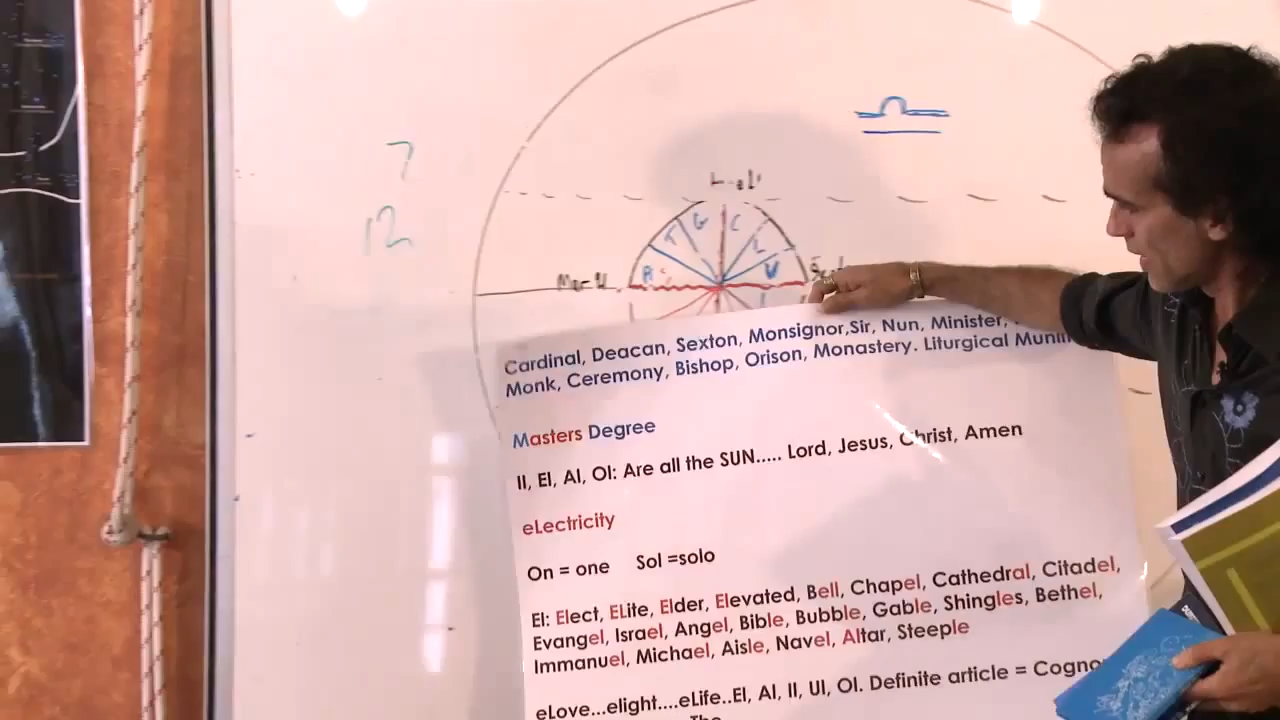 7
12
T
G
C
L
V
Cardinal, Deacan, Sexton, Monsignor,Sir, Nun, Minister,
Monk, Ceremony, Bishop, Orison, Monastery. Liturgical
Masters Degree
Il, El, Al, Ol: Are all the SUN..... Lord, Jesus, Christ, Amen
eLectricity
On = one Sol =solo
El: Elect, ELite, Elder, Elevated, Bell, Chapel, Cathedral, Citadel,
Evangel, Israel, Angel, Bible, Bubble, Gable, Shingles, Bethel,
Immanuel, Michael, Aisle, Navel, Altar, Steeple
eLove...elight....eLife..El, Al, Il, Ul, Ol. Definite article =
The